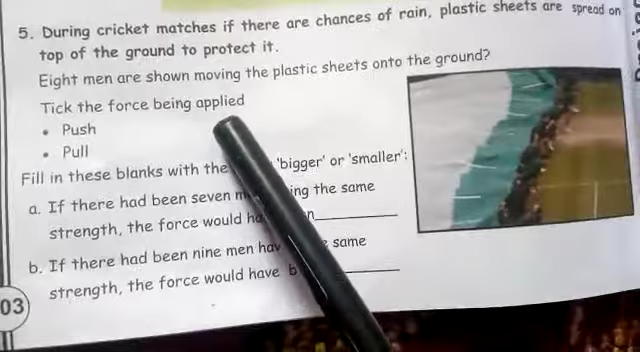 5. During cricket matches if there are chances of rain, plastic sheets are spread on
top of the ground to protect it.
Eight men are shown moving the plastic sheets onto the ground?
Tick the force being applied
• Push
• Pull
Fill in these blanks with the 'bigger' or 'smaller':
a. If there had been seven ing the same
strength, the force would
b. If there had been nine men same
strength, the force would have
03